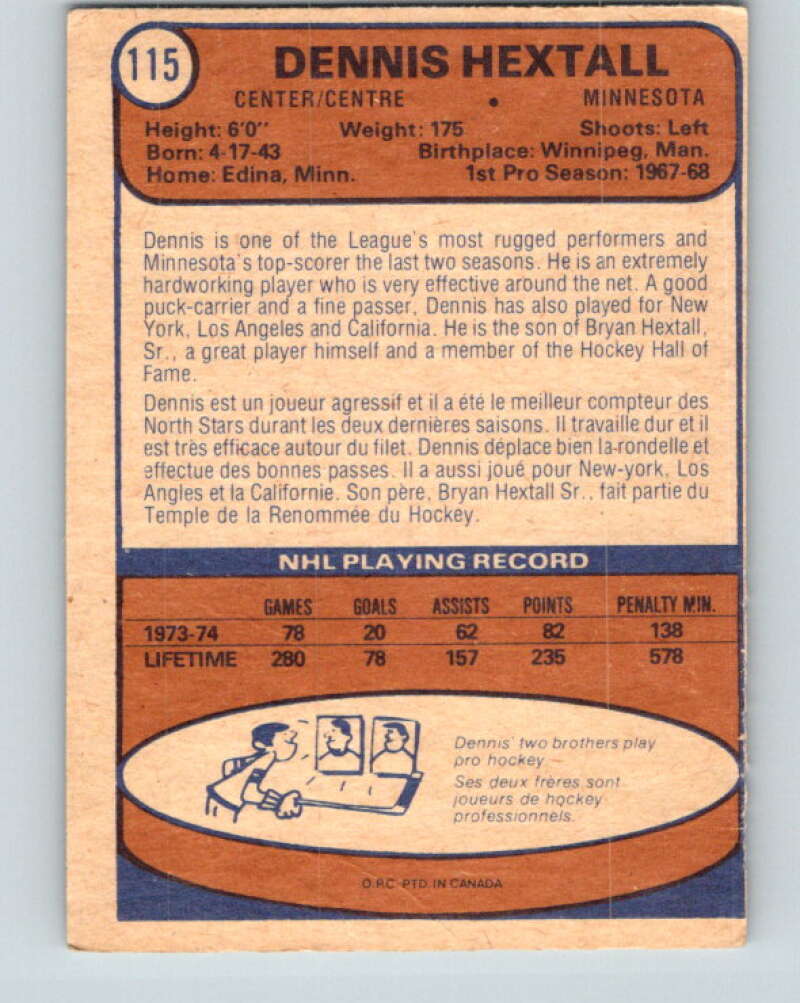 115
DENNIS HEXTALL
CENTER/CENTRE • MINNESOTA
Height: 6'0" Weight: 175 Shoots: Left
Born: 4-17-43 Birthplace: Winnipeg, Man.
Home: Edina, Minn. 1st Pro Season: 1967-68
Dennis is one of the League's most rugged performers and
Minnesota's top-scorer the last two seasons. He is an extremely
hardworking player who is very effective around the net. A good
puck-carrier and a fine passer, Dennis has also played for New
York, Los Angeles and California. He is the son of Bryan Hextall,
Sr., a great player himself and a member of the Hockey Hall of
Fame.
Dennis est un joueur agressif et il a été le meilleur compteur des
North Stars durant les deux dernières saisons. Il travaille dur et il
est très efficace autour du filet. Dennis déplace bien la-rondelle et
effectue des bonnes passes. Il a aussi joué pour New-york, Los
Angles et la Californie. Son père, Bryan Hextall Sr., fait partie du
Temple de la Renommée du Hockey.
NHL PLAYING RECORD
GAMES GOALS ASSISTS POINTS PENALTY MIN.
1973-74 78 20 62 82 138
LIFETIME 280 78 157 235 578
Dennis' two brothers play
pro hockey
Ses deux frères sont
joueurs de hockey
professionnels.
O.P.C. PTD. IN CANADA